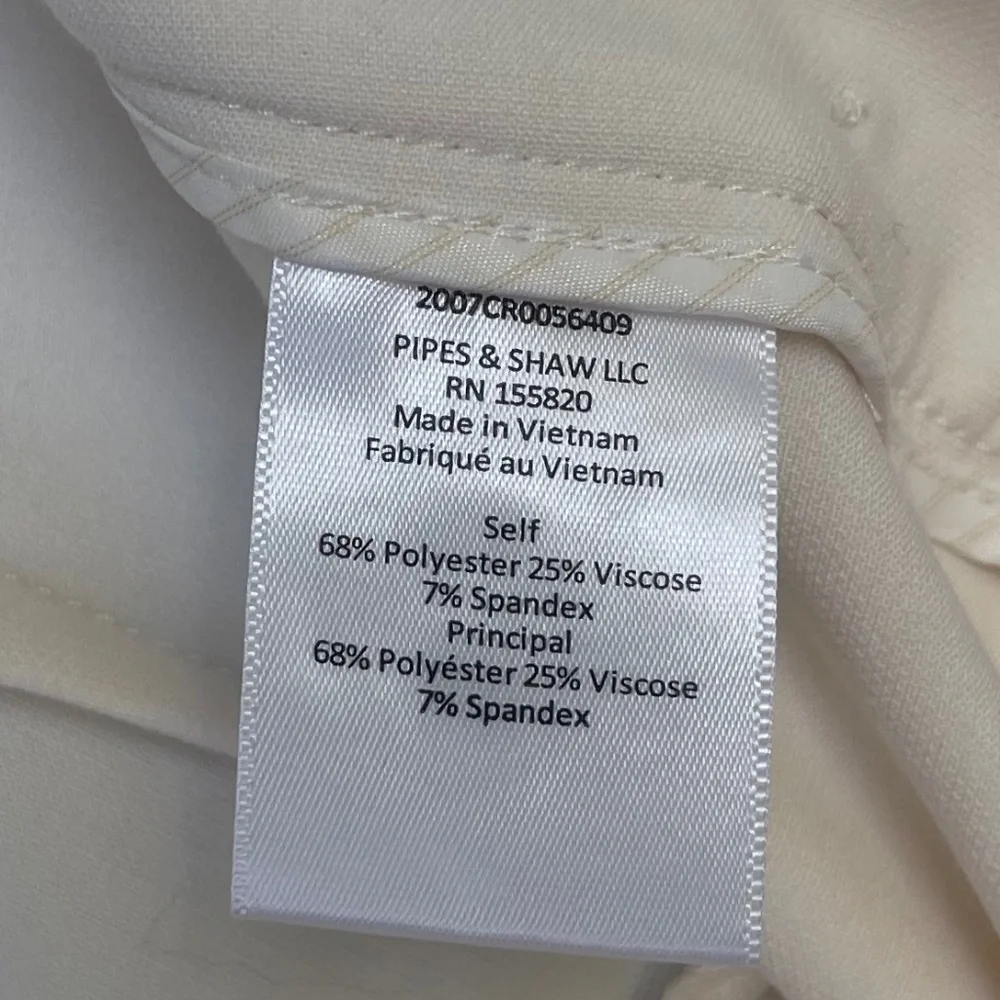 2007CR0056409
PIPES & SHAW LLC
RN 155820
Made in Vietnam
Fabriqué au Vietnam
Self
68% Polyester 25% Viscose
7% Spandex
Principal
68% Polyéster 25% Viscose
7% Spandex